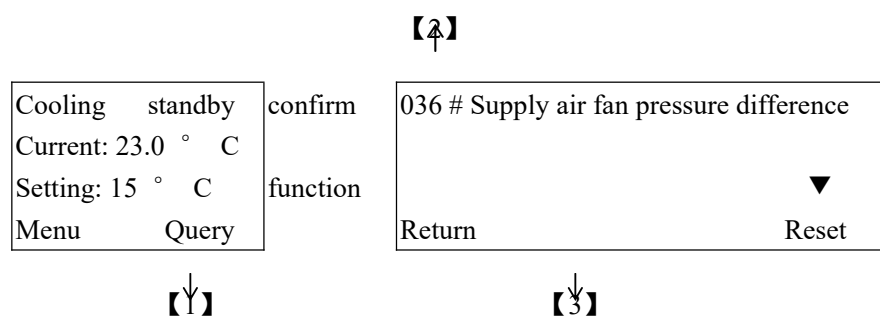 【2】
Cooling standby confirm
Current: 23.0 ° C
Setting: 15 ° C function
Menu Query
036 # Supply air fan pressure difference
▼
Return Reset
【1】
【3】